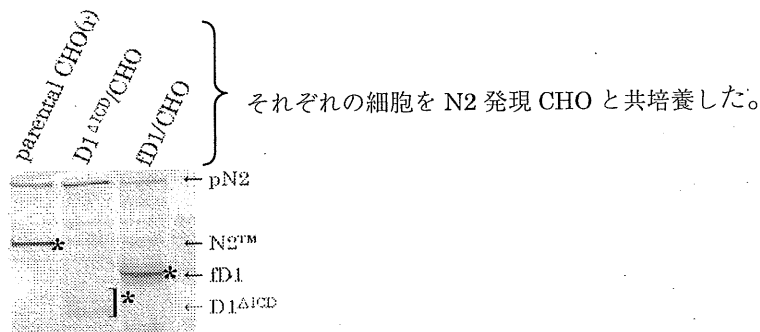 parental CHO(r)
D1ΔICD/CHO
fD1/CHO
それぞれの細胞を N2 発現 CHO と共培養した。
← pN2
* ← N2TM
* ← fD1
] * ← D1ΔICD